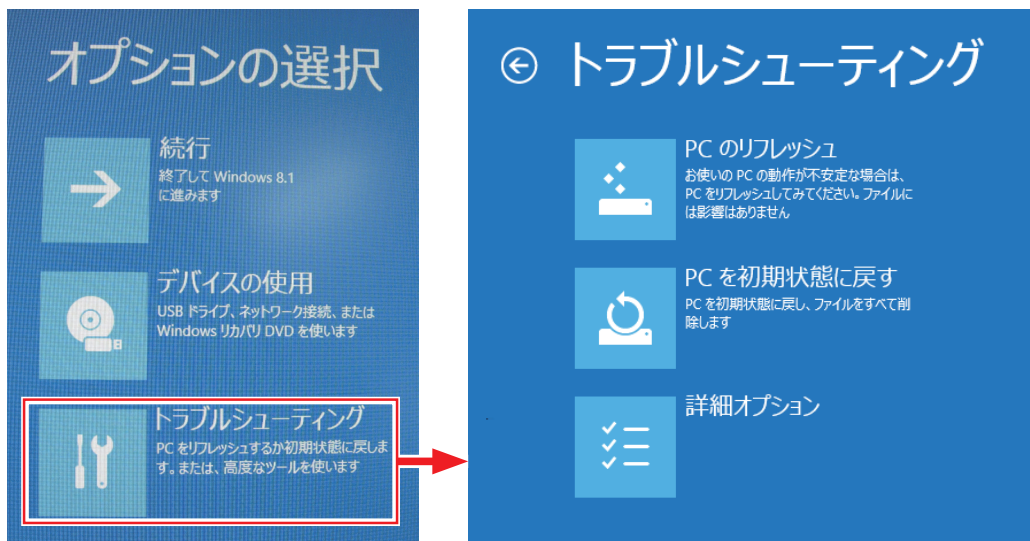 オプションの選択
続行
終了して Windows 8.1
に進みます
デバイスの使用
USB ドライブ、ネットワーク接続、または
Windows リカバリ DVD を使います
トラブルシューティング
PC をリフレッシュするか初期状態に戻しま
す。または、高度なツールを使います
トラブルシューティング
PC のリフレッシュ
お使いの PC の動作が不安定な場合は、
PC をリフレッシュしてみてください。ファイルに
は影響はありません
PC を初期状態に戻す
PC を初期状態に戻し、ファイルをすべて削
除します
詳細オプション